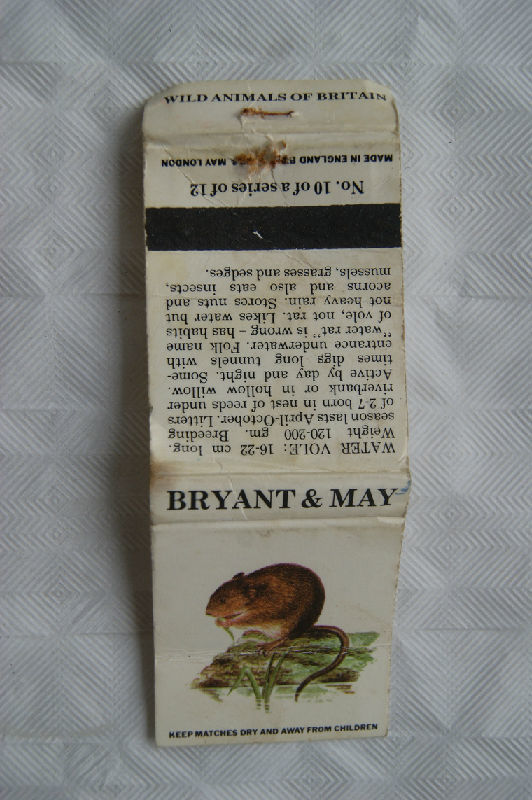 WILD ANIMALS OF BRITAIN
BRYANT & MAY
KEEP MATCHES DRY AND AWAY FROM CHILDREN
WATER VOLE: 16-22 cm long.
Weight 120-200 gm. Breeding
season lasts April-October. Litters
of 2-7 born in nest of reeds under
riverbank or in hollow willow.
Active by day and night. Some-
times digs long tunnels with
entrance underwater. Folk name
"water rat" is wrong – has habits
of vole, not rat. Likes water but
not heavy rain. Stores nuts and
acorns and also eats insects,
mussels, grasses and sedges.
No. 10 of a series of 12
MADE IN ENGLAND MAY LONDON